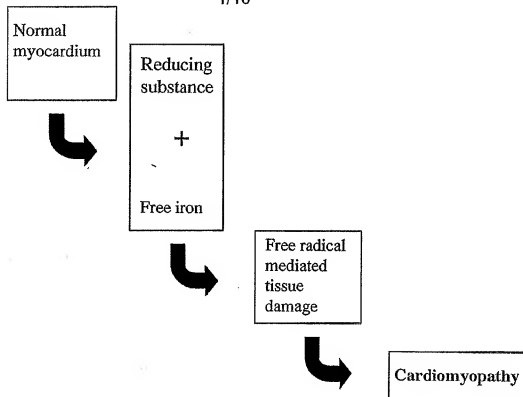 Normal
myocardium
Reducing
substance
+
Free iron
Free radical
mediated
tissue
damage
Cardiomyopathy